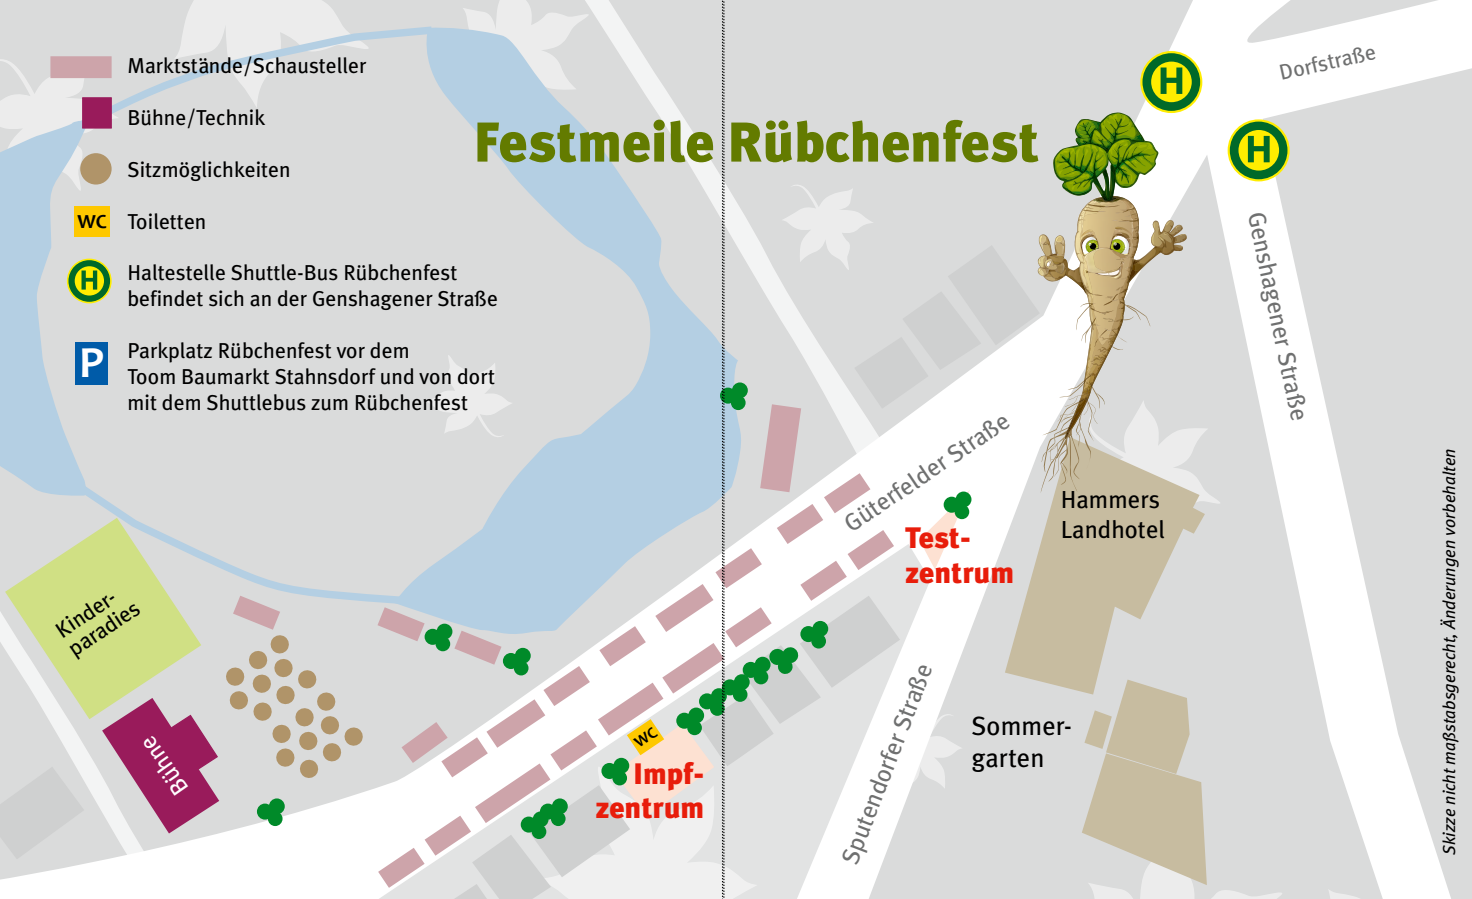 Marktstände/Schausteller
Bühne/Technik
Sitzmöglichkeiten
WC
Toiletten
H
Haltestelle Shuttle-Bus Rübchenfest
befindet sich an der Genshagener Straße
P
Parkplatz Rübchenfest vor dem
Toom Baumarkt Stahnsdorf und von dort
mit dem Shuttlebus zum Rübchenfest
Festmeile Rübchenfest
H
H
Dorfstraße
Genshagener Straße
Güterfelder Straße
Hammers
Landhotel
Test-
zentrum
Kinder-
paradies
Bühne
WC
Impf-
zentrum
Sputendorfer Straße
Sommer-
garten
Skizze nicht maßstabsgerecht, Änderungen vorbehalten